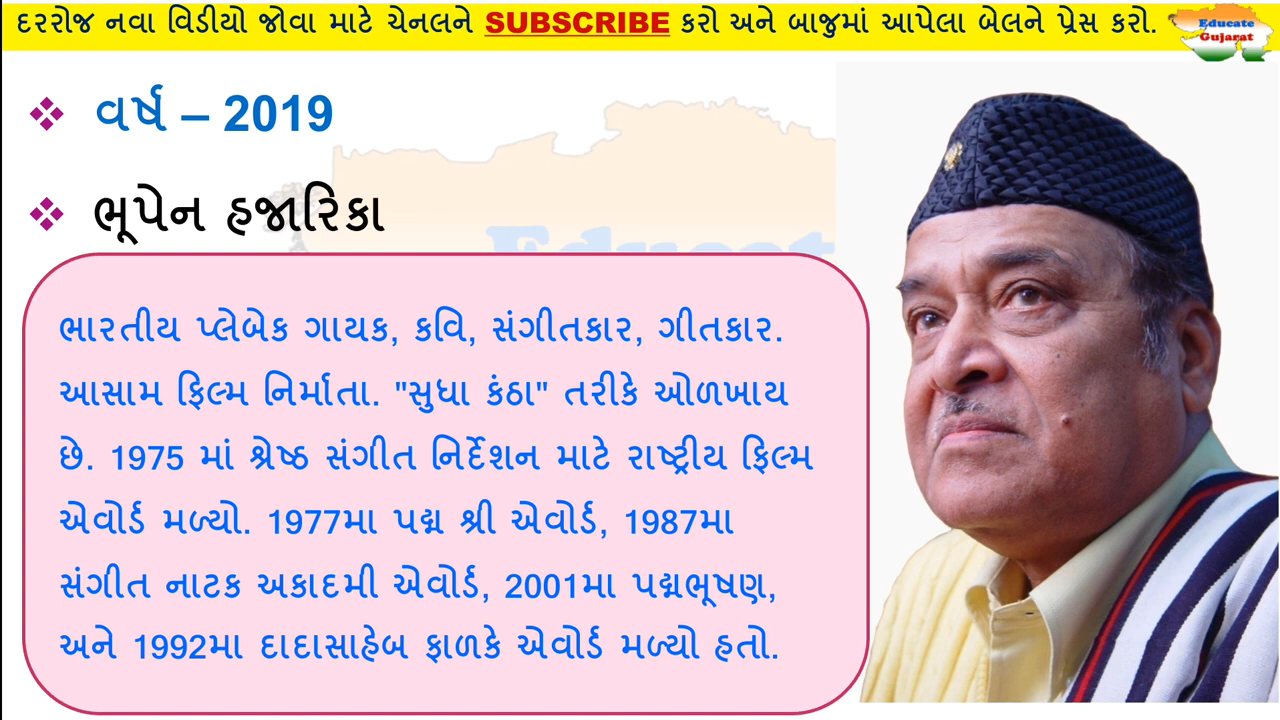 દરરોજ નવા વિડીયો જોવા માટે ચેનલને SUBSCRIBE કરો અને બાજુમાં આપેલા બેલને પ્રેસ કરો.
Educate
Gujarat
❖ વર્ષ – 2019
❖ ભૂપેન હજારિકા
Educat
ભારતીય પ્લેબેક ગાયક, કવિ, સંગીતકાર, ગીતકાર.
આસામ ફિલ્મ નિર્માતા. "સુધા કંઠા" તરીકે ઓળખાય
છે. 1975 માં શ્રેષ્ઠ સંગીત નિર્દેશન માટે રાષ્ટ્રીય ફિલ્મ
એવોર્ડ મળ્યો. 1977મા પદ્મ શ્રી એવોર્ડ, 1987મા
સંગીત નાટક અકાદમી એવોર્ડ, 2001મા પદ્મભૂષણ,
અને 1992મા દાદાસાહેબ ફાળકે એવોર્ડ મળ્યો હતો.